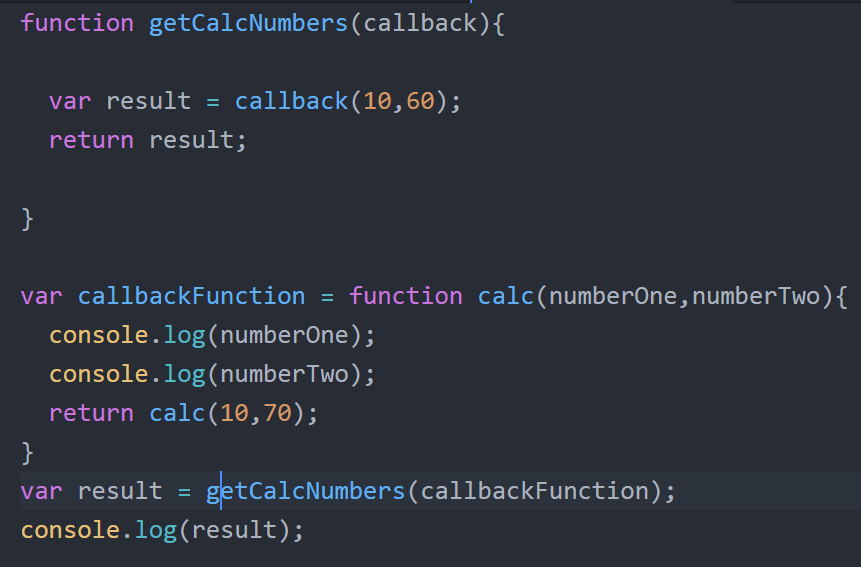 function getCalcNumbers(callback){
var result = callback(10,60);
return result;
}
var callbackFunction = function calc(numberOne,numberTwo){
console.log(numberOne);
console.log(numberTwo);
return calc(10,70);
}
var result = getCalcNumbers(callbackFunction);
console.log(result);